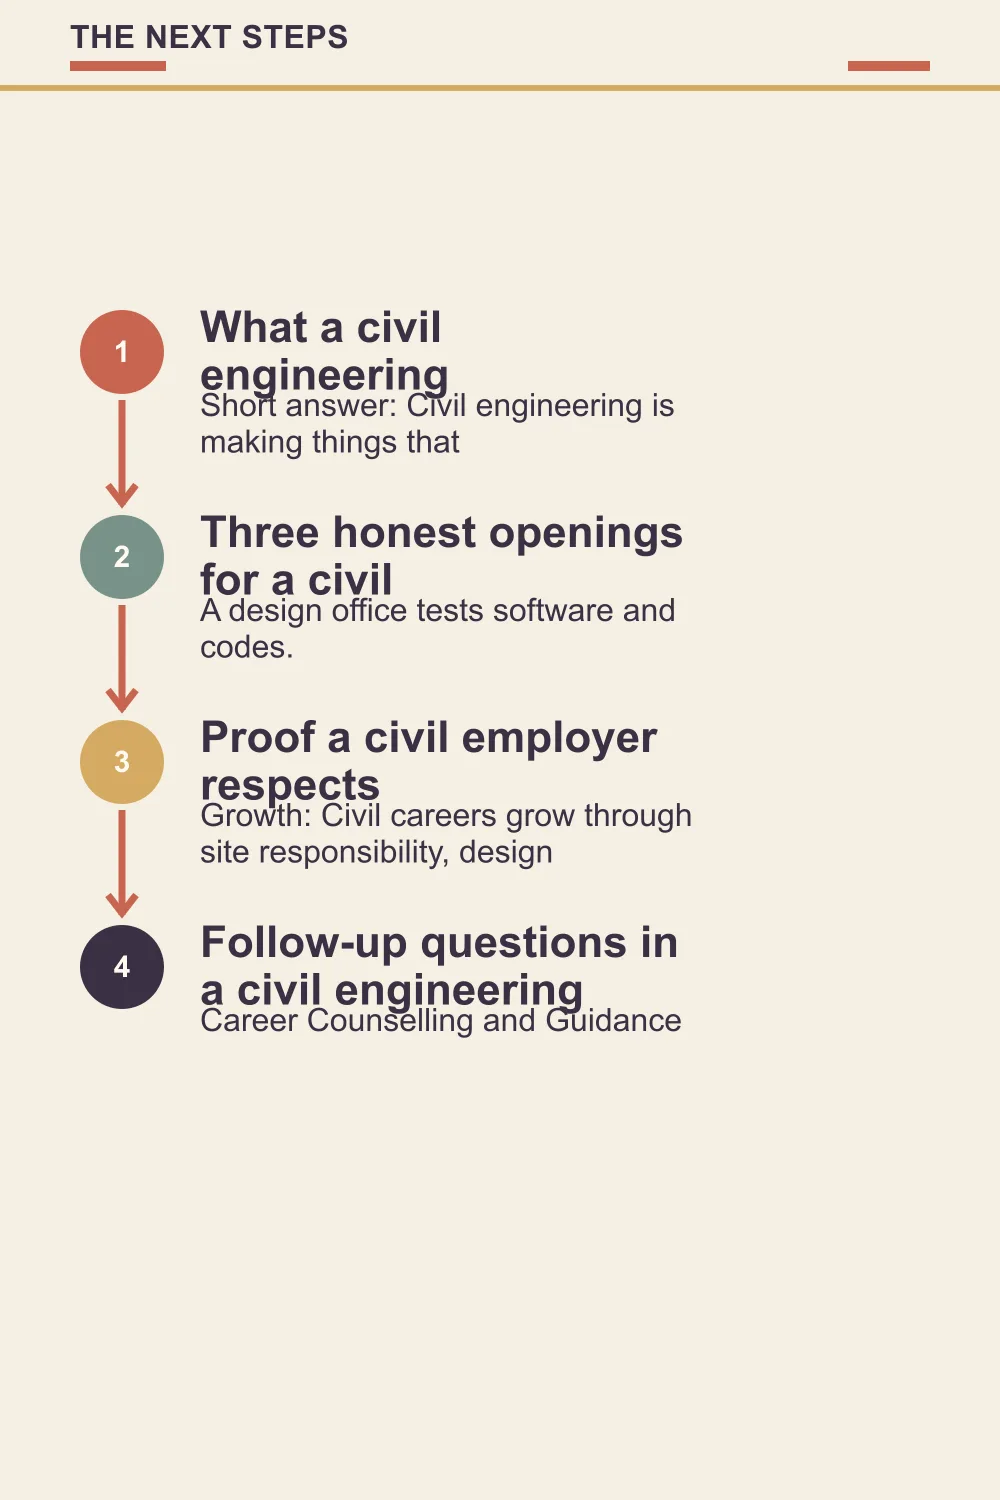 THE NEXT STEPS
1
What a civil
engineering
Short answer: Civil engineering is
making things that
2
Three honest openings
for a civil
A design office tests software and
codes.
3
Proof a civil employer
respects
Growth: Civil careers grow through
site responsibility, design
4
Follow-up questions in
a civil engineering
Career Counselling and Guidance